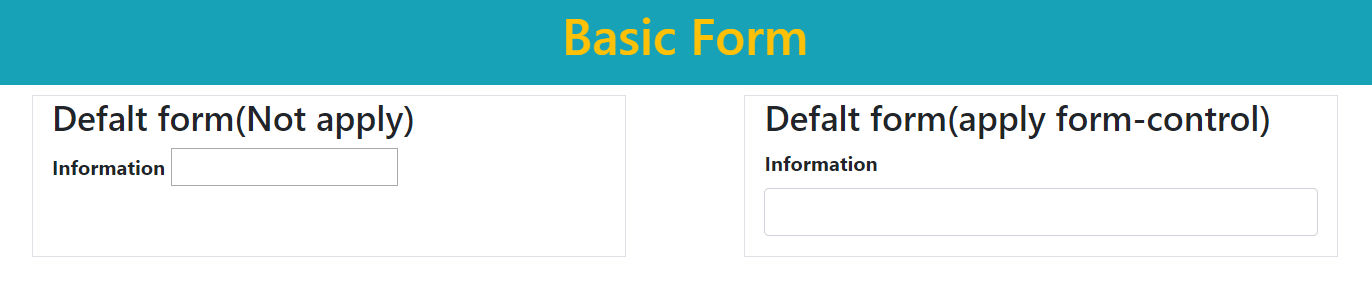 Basic Form
Defalt form(Not apply)
Information
Defalt form(apply form-control)
Information